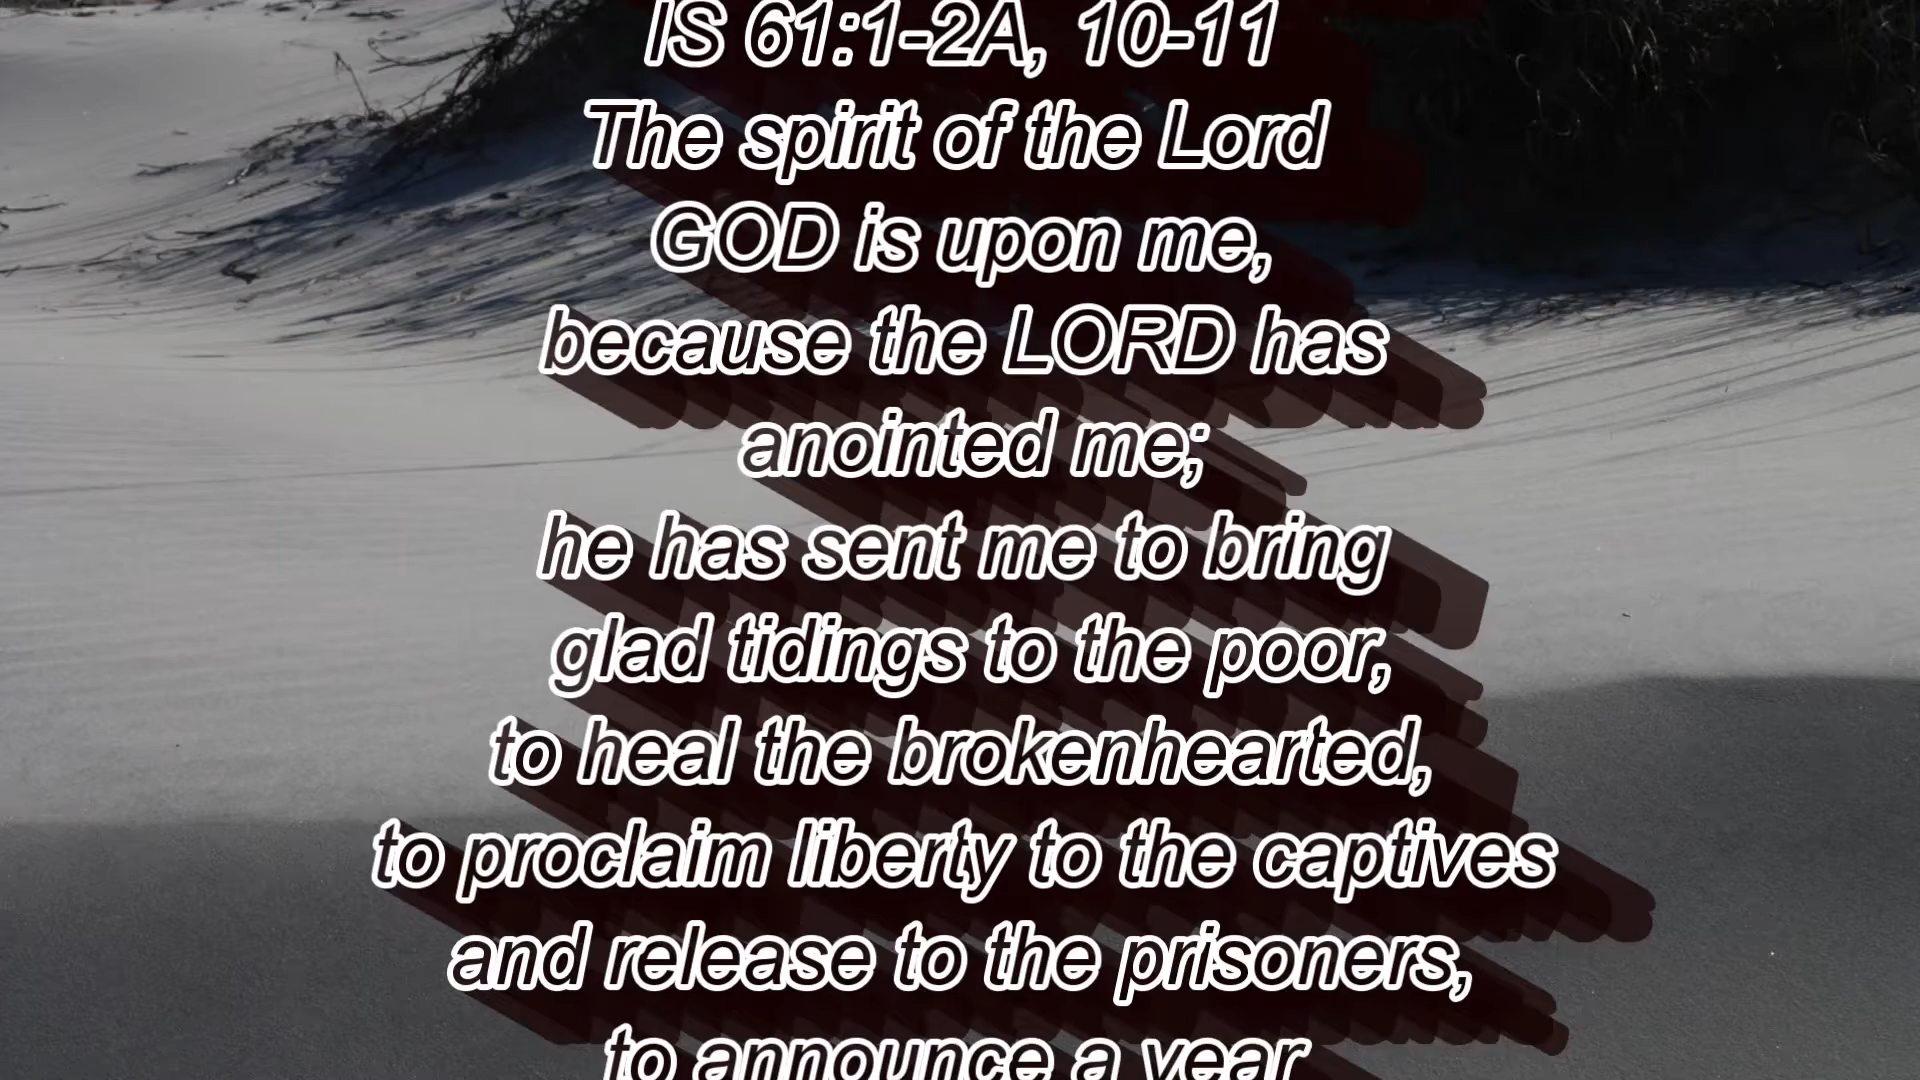 IS 61:1-2A, 10-11
The spirit of the Lord
GOD is upon me,
because the LORD has
anointed me;
he has sent me to bring
glad tidings to the poor,
to heal the brokenhearted,
to proclaim liberty to the captives
and release to the prisoners,
to announce a year